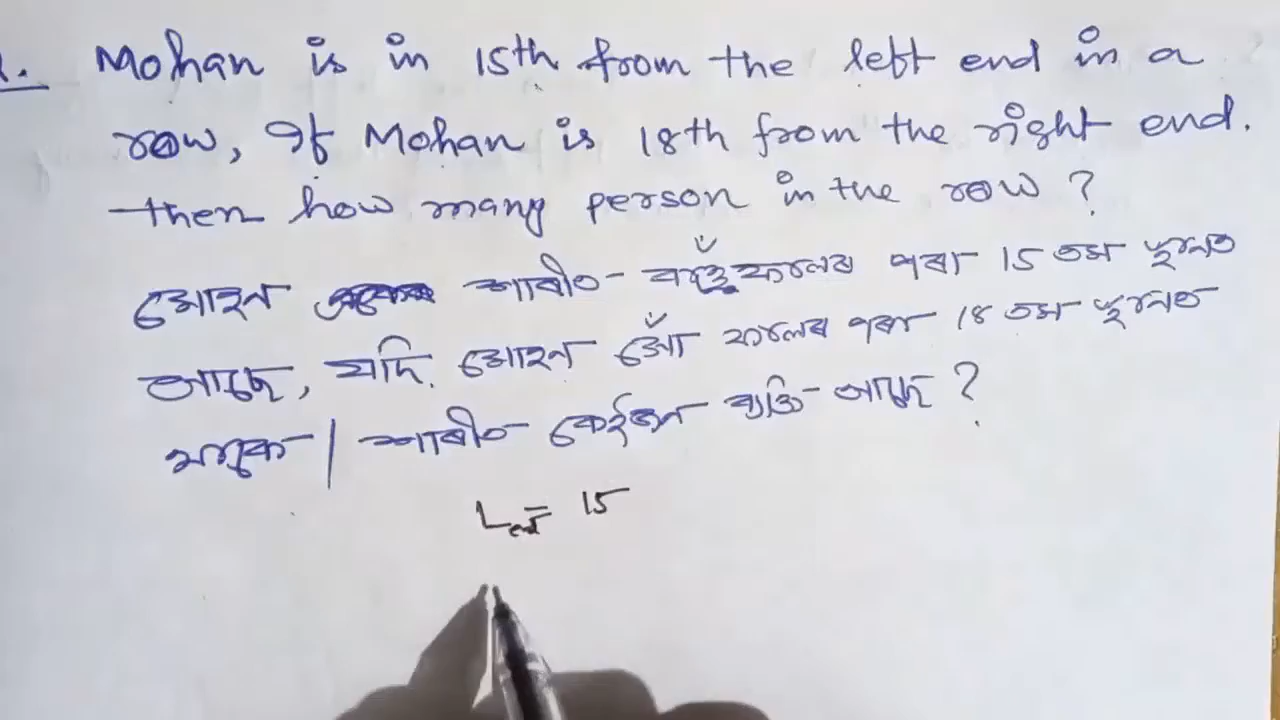 1. Mohan is in 15th from the left end in a
row, If Mohan is 18th from the right end.
then how many person in the row ?
মোহন শাৰীত বাওঁফালৰ পৰা 15 তম স্থানত
আছে, যদি মোহন সোঁ ফালৰ পৰা 18 তম স্থানত
থাকে | শাৰীত কেইজন ব্যক্তি আছে ?
L end = 15